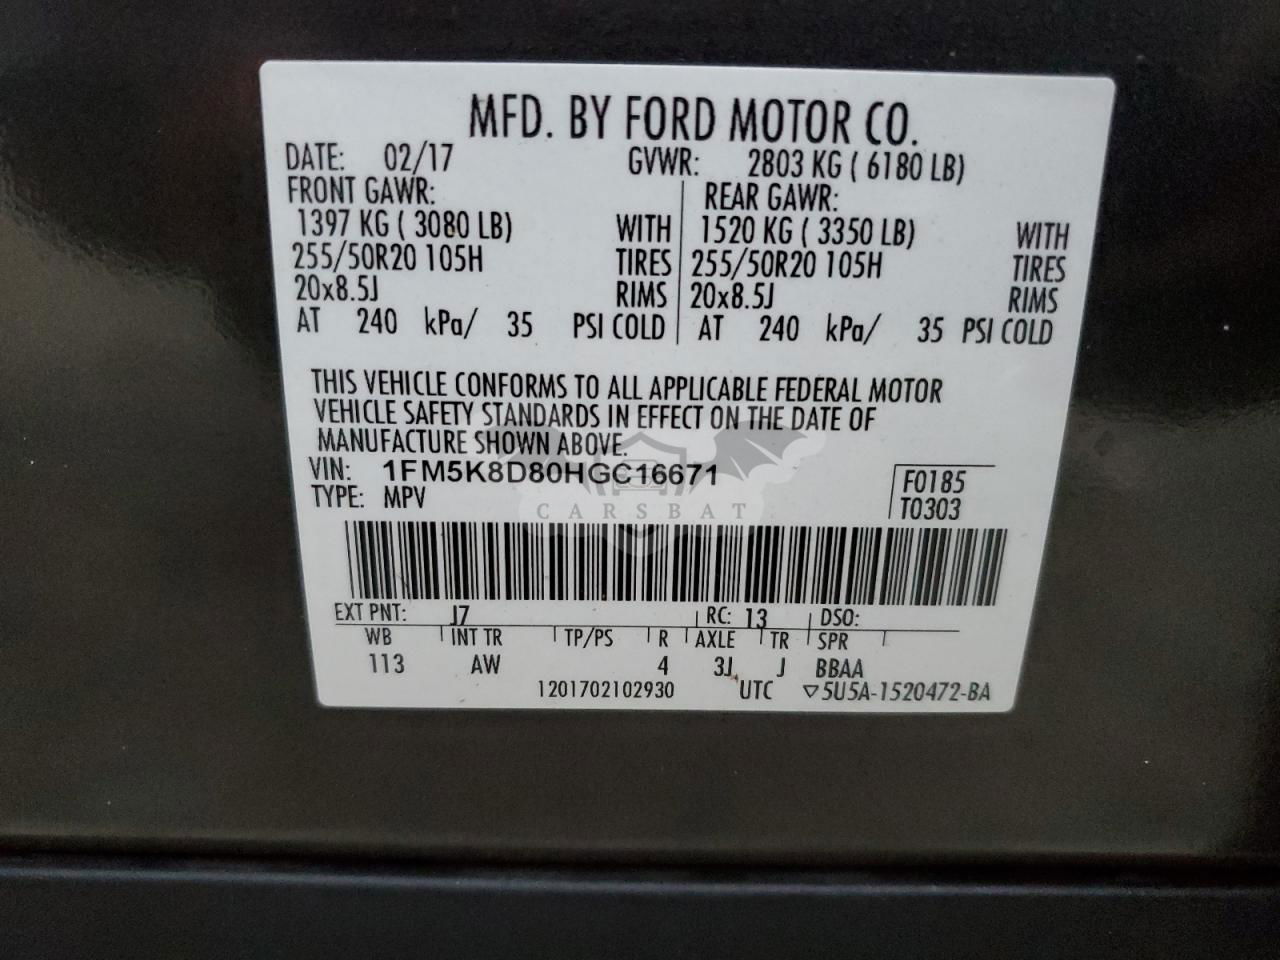 MFD. BY FORD MOTOR CO.
DATE: 02/17 GVWR: 2803 KG ( 6180 LB)
FRONT GAWR: REAR GAWR:
1397 KG ( 3080 LB) WITH 1520 KG ( 3350 LB) WITH
255/50R20 105H TIRES 255/50R20 105H TIRES
20x8.5J RIMS 20x8.5J RIMS
AT 240 kPa/ 35 PSI COLD AT 240 kPa/ 35 PSI COLD
THIS VEHICLE CONFORMS TO ALL APPLICABLE FEDERAL MOTOR
VEHICLE SAFETY STANDARDS IN EFFECT ON THE DATE OF
MANUFACTURE SHOWN ABOVE.
VIN: 1FM5K8D80HGC16671 F0185
TYPE: MPV T0303
CARSBAT
EXT PNT: J7 RC: 13 DSO:
WB INT TR TP/PS R AXLE TR SPR
113 AW 4 3J J BBAA
1201702102930 UTC ▽5U5A-1520472-BA